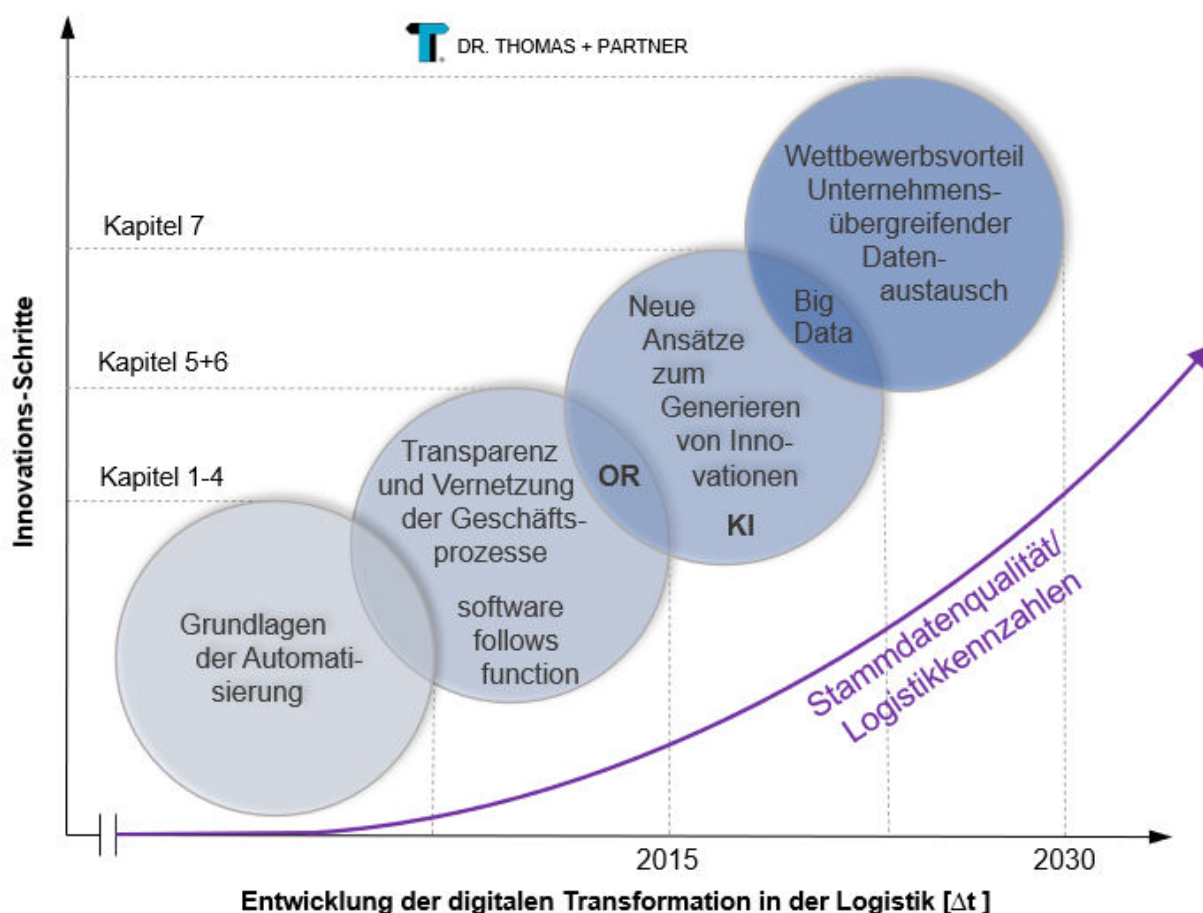 DR. THOMAS + PARTNER
Innovations-Schritte
Kapitel 7
Kapitel 5+6
Kapitel 1-4
Wettbewerbsvorteil
Unternehmens-
übergreifender
Daten-
austausch
Big
Data
Neue
Ansätze
zum
Generieren
von Inno-
vationen
KI
OR
Transparenz
und Vernetzung
der Geschäfts-
prozesse
software
follows
function
Grundlagen
der Automati-
sierung
Stammdatenqualität/
Logistikkennzahlen
2015
2030
Entwicklung der digitalen Transformation in der Logistik [Δt ]